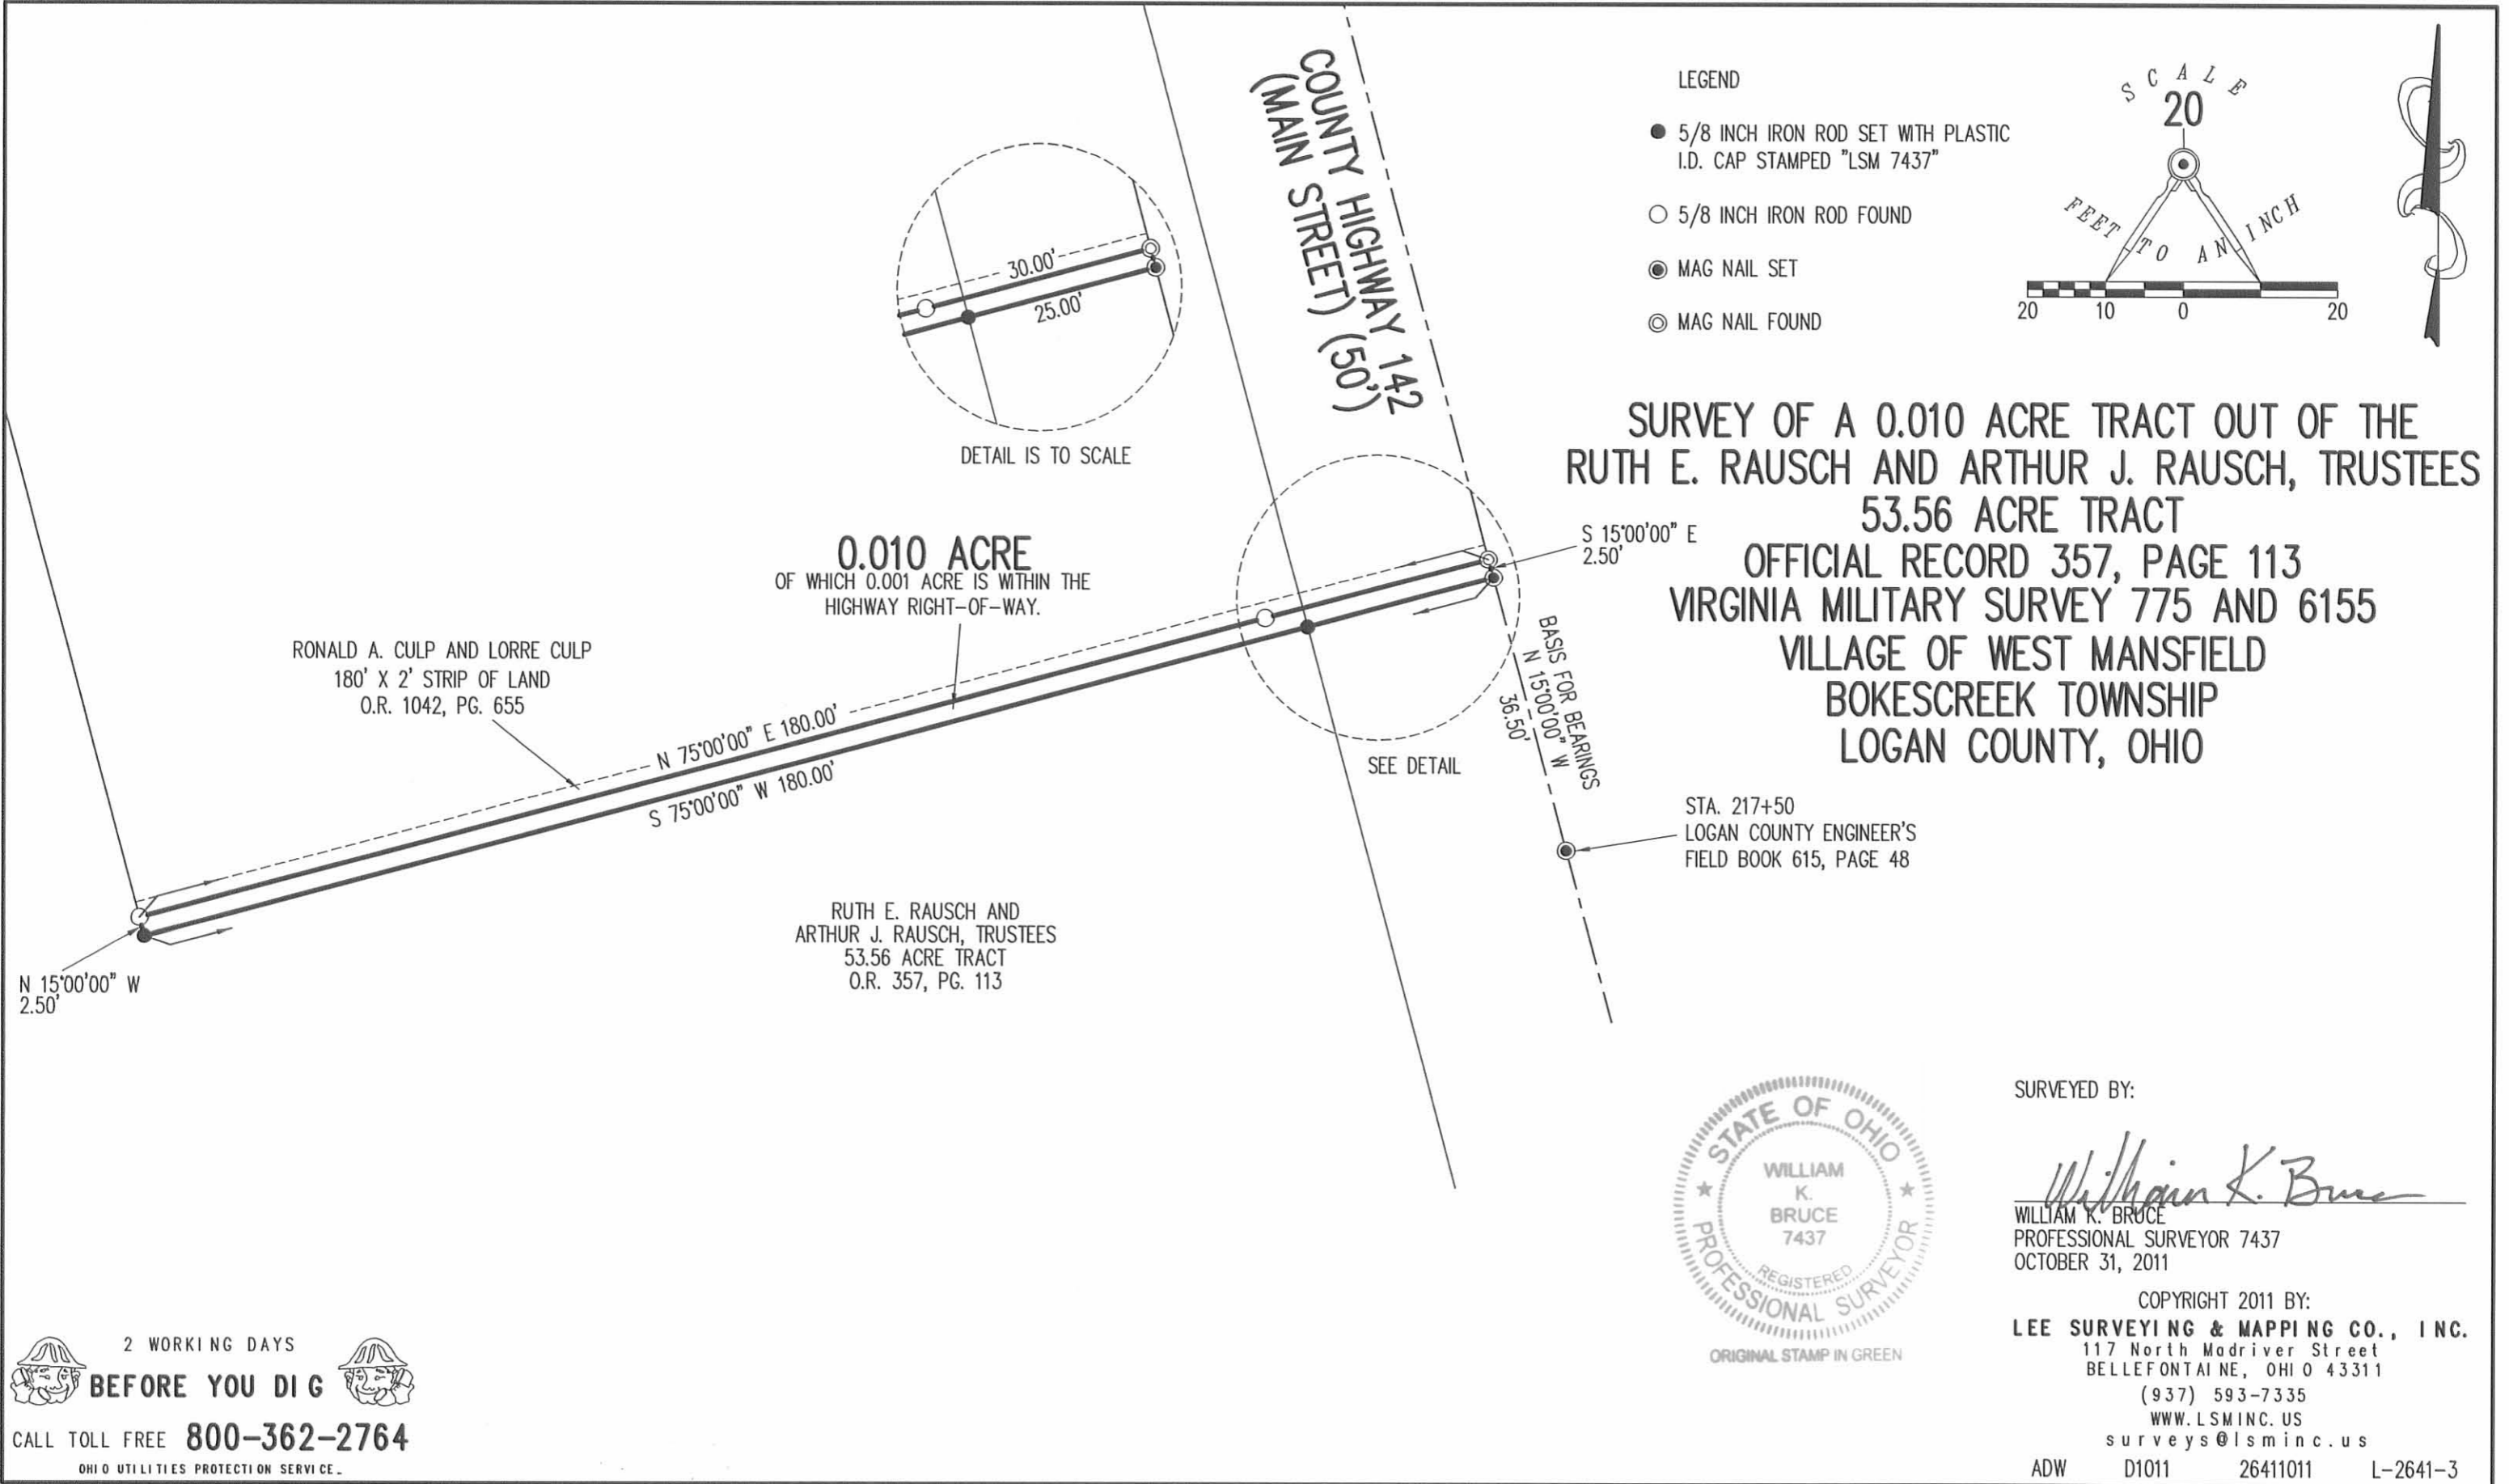 COUNTY HIGHWAY 142
(MAIN STREET) (50')
LEGEND
5/8 INCH IRON ROD SET WITH PLASTIC
I.D. CAP STAMPED "LSM 7437"
5/8 INCH IRON ROD FOUND
MAG NAIL SET
MAG NAIL FOUND
SCALE
20
FEET TO AN INCH
20 10 0 20
30.00'
25.00'
DETAIL IS TO SCALE
SURVEY OF A 0.010 ACRE TRACT OUT OF THE
RUTH E. RAUSCH AND ARTHUR J. RAUSCH, TRUSTEES
53.56 ACRE TRACT
OFFICIAL RECORD 357, PAGE 113
VIRGINIA MILITARY SURVEY 775 AND 6155
VILLAGE OF WEST MANSFIELD
BOKESCREEK TOWNSHIP
LOGAN COUNTY, OHIO
0.010 ACRE
OF WHICH 0.001 ACRE IS WITHIN THE
HIGHWAY RIGHT-OF-WAY.
S 15°00'00" E
2.50'
RONALD A. CULP AND LORRE CULP
180' X 2' STRIP OF LAND
O.R. 1042, PG. 655
N 75°00'00" E 180.00'
S 75°00'00" W 180.00'
BASIS FOR BEARINGS
N 15°00'00" W
36.50'
SEE DETAIL
STA. 217+50
LOGAN COUNTY ENGINEER'S
FIELD BOOK 615, PAGE 48
RUTH E. RAUSCH AND
ARTHUR J. RAUSCH, TRUSTEES
53.56 ACRE TRACT
O.R. 357, PG. 113
N 15°00'00" W
2.50'
STATE OF OHIO
WILLIAM
K.
BRUCE
7437
REGISTERED
PROFESSIONAL SURVEYOR
ORIGINAL STAMP IN GREEN
SURVEYED BY:
William K. Bruce
WILLIAM K. BRUCE
PROFESSIONAL SURVEYOR 7437
OCTOBER 31, 2011
COPYRIGHT 2011 BY:
LEE SURVEYING & MAPPING CO., INC.
117 North Madriver Street
BELLEFONTAINE, OHIO 43311
(937) 593-7335
WWW.LSMINC.US
surveys@lsminc.us
ADW D1011 26411011 L-2641-3
2 WORKING DAYS
BEFORE YOU DIG
CALL TOLL FREE 800-362-2764
OHIO UTILITIES PROTECTION SERVICE.